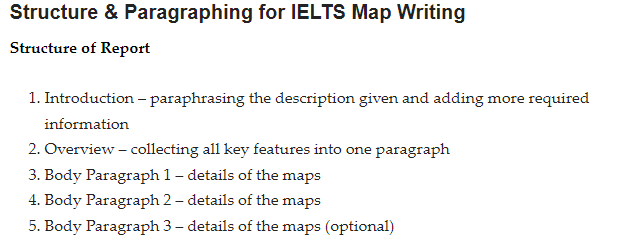 Structure & Paragraphing for IELTS Map Writing
Structure of Report
1. Introduction – paraphrasing the description given and adding more required
information
2. Overview – collecting all key features into one paragraph
3. Body Paragraph 1 – details of the maps
4. Body Paragraph 2 – details of the maps
5. Body Paragraph 3 – details of the maps (optional)